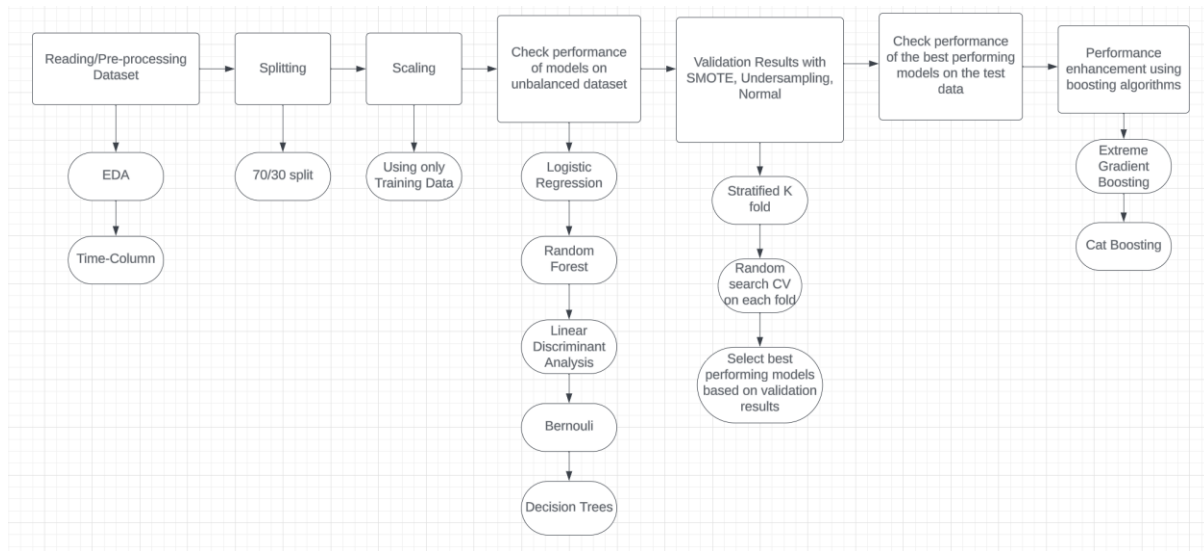 Reading/Pre-processing
Dataset
Splitting
Scaling
Check performance
of models on
unbalanced dataset
Validation Results with
SMOTE, Undersampling,
Normal
Check performance
of the best performing
models on the test
data
Performance
enhancement using
boosting algorithms
EDA
Time-Column
70/30 split
Using only
Training Data
Logistic
Regression
Random
Forest
Linear
Discriminant
Analysis
Bernouli
Decision Trees
Stratified K
fold
Random
search CV
on each fold
Select best
performing models
based on validation
results
Extreme
Gradient
Boosting
Cat Boosting